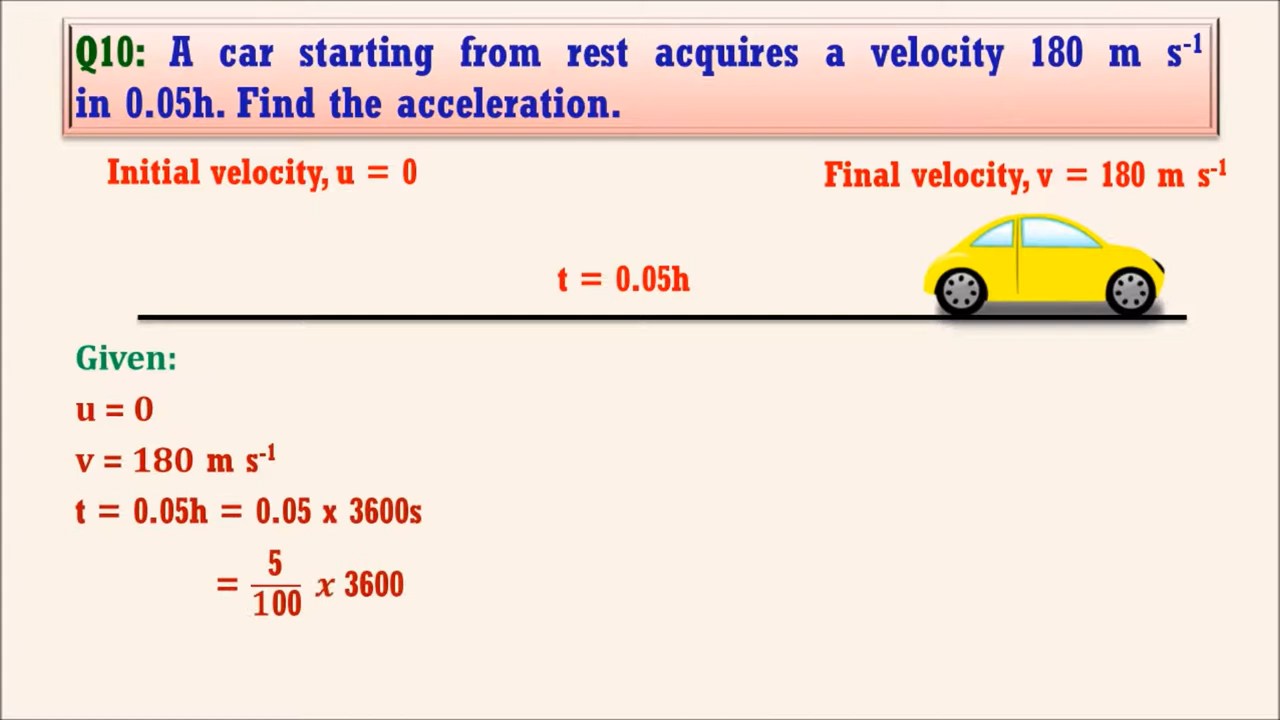 Q10: A car starting from rest acquires a velocity 180 m s⁻¹
in 0.05h. Find the acceleration.
Initial velocity, u = 0
Final velocity, v = 180 m s⁻¹
t = 0.05h
Given:
u = 0
v = 180 m s⁻¹
t = 0.05h = 0.05 x 3600s
= 5/100 x 3600